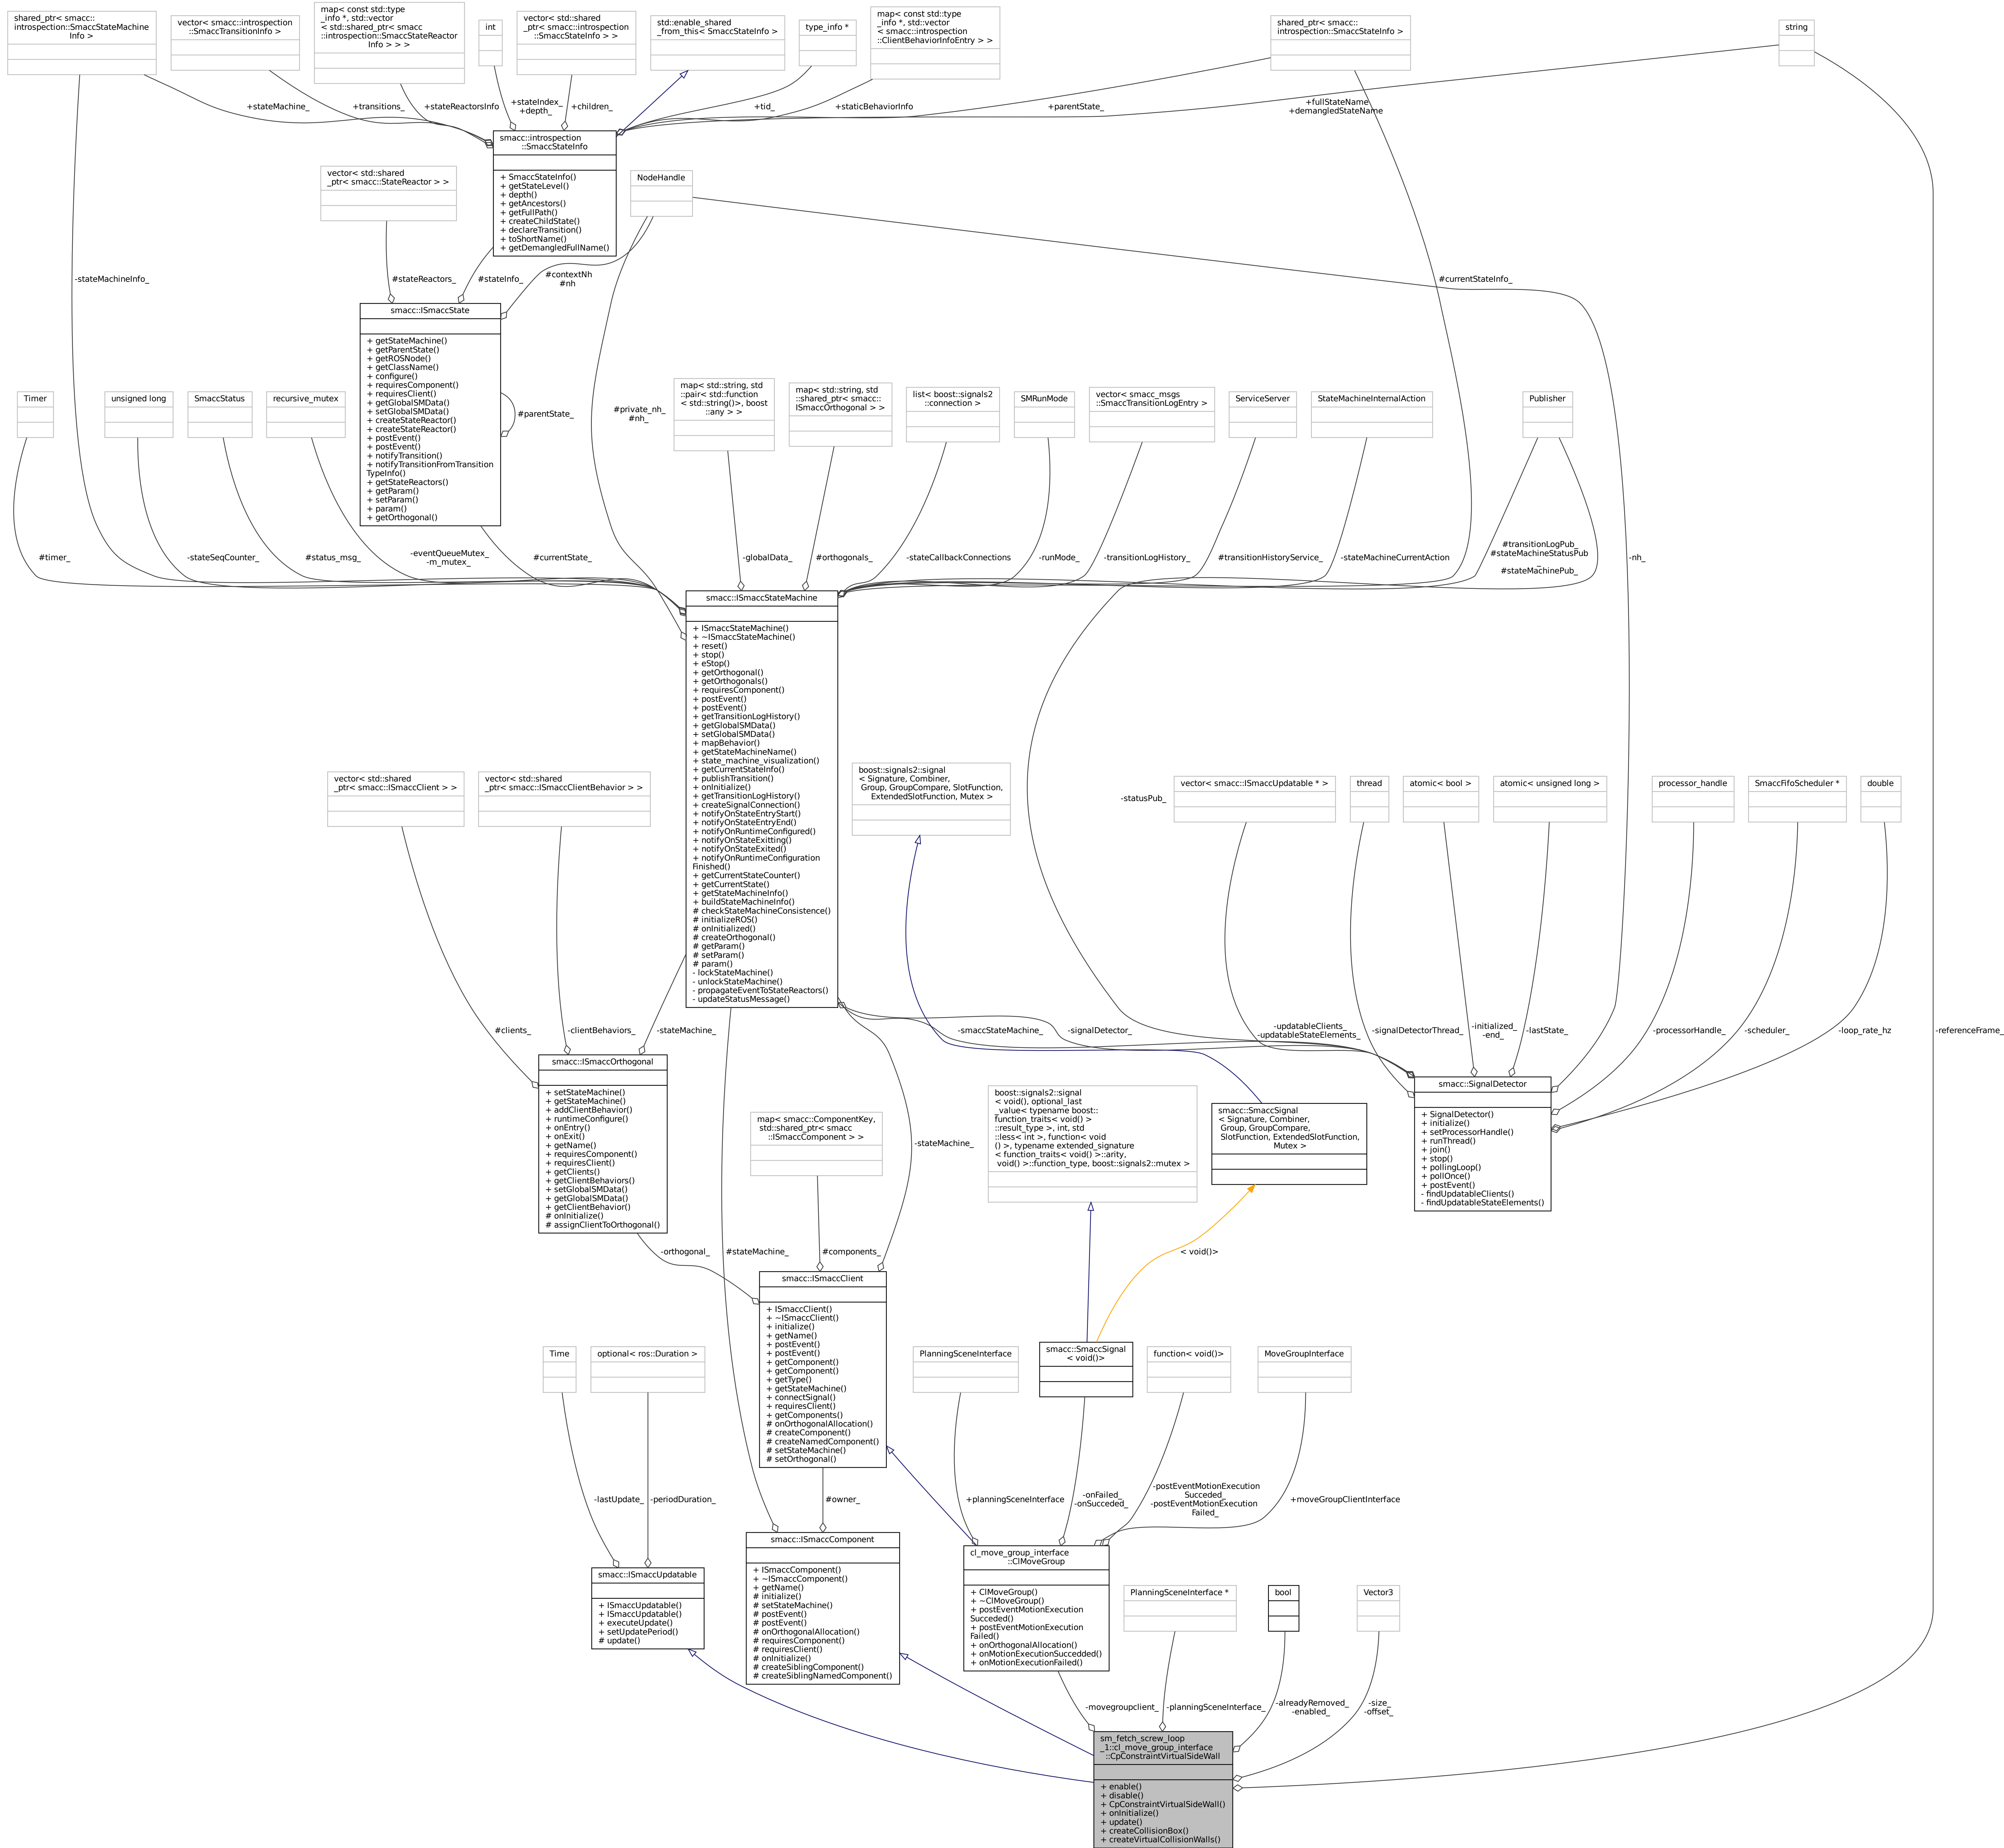 shared_ptr< smacc::
introspection::SmaccStateMachine
Info >
vector< smacc::introspection
::SmaccTransitionInfo >
map< const std::type
_info *, std::vector
< std::shared_ptr< smacc
::introspection::SmaccStateReactor
Info > > >
int
vector< std::shared
_ptr< smacc::introspection
::SmaccStateInfo > >
std::enable_shared
_from_this< SmaccStateInfo >
type_info *
map< const std::type
_info *, std::vector
< smacc::introspection
::ClientBehaviorInfoEntry > >
shared_ptr< smacc::
introspection::SmaccStateInfo >
string
+stateMachine_
+transitions_
+stateReactorsInfo
+stateIndex_
+depth_
+children_
+tid_
+staticBehaviorInfo
+parentState_
+fullStateName
+demangledStateName
smacc::introspection
::SmaccStateInfo
+ SmaccStateInfo()
+ getStateLevel()
+ depth()
+ getAncestors()
+ getFullPath()
+ createChildState()
+ declareTransition()
+ toShortName()
+ getDemangledFullName()
vector< std::shared
_ptr< smacc::StateReactor > >
NodeHandle
-stateMachineInfo_
#stateReactors_
#stateInfo_
#contextNh
#nh
#currentStateInfo_
smacc::ISmaccState
+ getStateMachine()
+ getParentState()
+ getROSNode()
+ getClassName()
+ configure()
+ requiresComponent()
+ requiresClient()
+ getGlobalSMData()
+ setGlobalSMData()
+ createStateReactor()
+ createStateReactor()
+ postEvent()
+ postEvent()
+ notifyTransition()
+ notifyTransitionFromTransition
TypeInfo()
+ getStateReactors()
+ getParam()
+ setParam()
+ param()
+ getOrthogonal()
#parentState_
#private_nh_
#nh_
Timer
unsigned long
SmaccStatus
recursive_mutex
map< std::string, std
::pair< std::function
< std::string()>, boost
::any > >
map< std::string, std
::shared_ptr< smacc::
ISmaccOrthogonal > >
list< boost::signals2
::connection >
SMRunMode
vector< smacc_msgs
::SmaccTransitionLogEntry >
ServiceServer
StateMachineInternalAction
Publisher
#timer_
-stateSeqCounter_
#status_msg_
-eventQueueMutex_
-m_mutex_
#currentState_
-globalData_
#orthogonals_
-stateCallbackConnections
-runMode_
-transitionLogHistory_
#transitionHistoryService_
-stateMachineCurrentAction
#transitionLogPub_
#stateMachineStatusPub
_
#stateMachinePub_
-nh_
smacc::ISmaccStateMachine
+ ISmaccStateMachine()
+ ~ISmaccStateMachine()
+ reset()
+ stop()
+ eStop()
+ getOrthogonal()
+ getOrthogonals()
+ requiresComponent()
+ postEvent()
+ postEvent()
+ getTransitionLogHistory()
+ getGlobalSMData()
+ setGlobalSMData()
+ mapBehavior()
+ getStateMachineName()
+ state_machine_visualization()
+ getCurrentStateInfo()
+ publishTransition()
+ onInitialize()
+ getTransitionLogHistory()
+ createSignalConnection()
+ notifyOnStateEntryStart()
+ notifyOnStateEntryEnd()
+ notifyOnRuntimeConfigured()
+ notifyOnStateExitting()
+ notifyOnStateExited()
+ notifyOnRuntimeConfiguration
Finished()
+ getCurrentStateCounter()
+ getCurrentState()
+ getStateMachineInfo()
+ buildStateMachineInfo()
# checkStateMachineConsistence()
# initializeROS()
# onInitialized()
# createOrthogonal()
# getParam()
# setParam()
# param()
- lockStateMachine()
- unlockStateMachine()
- propagateEventToStateReactors()
- updateStatusMessage()
vector< std::shared
_ptr< smacc::ISmaccClient > >
vector< std::shared
_ptr< smacc::ISmaccClientBehavior > >
boost::signals2::signal
< Signature, Combiner,
Group, GroupCompare, SlotFunction,
ExtendedSlotFunction, Mutex >
-statusPub_
vector< smacc::ISmaccUpdatable * >
thread
atomic< bool >
atomic< unsigned long >
processor_handle
SmaccFifoScheduler *
double
#clients_
-clientBehaviors_
-stateMachine_
-smaccStateMachine_
-signalDetector_
-updatableClients_
-updatableStateElements_
-signalDetectorThread_
-initialized_
-end_
-lastState_
-processorHandle_
-scheduler_
-loop_rate_hz
-referenceFrame_
smacc::ISmaccOrthogonal
+ setStateMachine()
+ getStateMachine()
+ addClientBehavior()
+ runtimeConfigure()
+ onEntry()
+ onExit()
+ getName()
+ requiresComponent()
+ requiresClient()
+ getClients()
+ getClientBehaviors()
+ setGlobalSMData()
+ getGlobalSMData()
+ getClientBehavior()
# onInitialize()
# assignClientToOrthogonal()
map< smacc::ComponentKey,
std::shared_ptr< smacc
::ISmaccComponent > >
-stateMachine_
boost::signals2::signal
< void(), optional_last
_value< typename boost::
function_traits< void() >
::result_type >, int, std
::less< int >, function< void
() >, typename extended_signature
< function_traits< void() >::arity,
void() >::function_type, boost::signals2::mutex >
smacc::SmaccSignal
< Signature, Combiner,
Group, GroupCompare,
SlotFunction, ExtendedSlotFunction,
Mutex >
smacc::SignalDetector
+ SignalDetector()
+ initialize()
+ setProcessorHandle()
+ runThread()
+ join()
+ stop()
+ pollingLoop()
+ pollOnce()
+ postEvent()
- findUpdatableClients()
- findUpdatableStateElements()
-orthogonal_
#stateMachine_
#components_
< void()>
smacc::ISmaccClient
+ ISmaccClient()
+ ~ISmaccClient()
+ initialize()
+ getName()
+ postEvent()
+ postEvent()
+ getComponent()
+ getComponent()
+ getType()
+ getStateMachine()
+ connectSignal()
+ requiresClient()
+ getComponents()
# onOrthogonalAllocation()
# createComponent()
# createNamedComponent()
# setStateMachine()
# setOrthogonal()
Time
optional< ros::Duration >
PlanningSceneInterface
smacc::SmaccSignal
< void()>
function< void()>
MoveGroupInterface
-lastUpdate_
-periodDuration_
#owner_
+planningSceneInterface
-onFailed_
-onSucceded_
-postEventMotionExecution
Succeded_
-postEventMotionExecution
Failed_
+moveGroupClientInterface
smacc::ISmaccUpdatable
+ ISmaccUpdatable()
+ ISmaccUpdatable()
+ executeUpdate()
+ setUpdatePeriod()
# update()
smacc::ISmaccComponent
+ ISmaccComponent()
+ ~ISmaccComponent()
+ getName()
# initialize()
# setStateMachine()
# postEvent()
# postEvent()
# onOrthogonalAllocation()
# requiresComponent()
# requiresClient()
# onInitialize()
# createSiblingComponent()
# createSiblingNamedComponent()
cl_move_group_interface
::ClMoveGroup
+ ClMoveGroup()
+ ~ClMoveGroup()
+ postEventMotionExecution
Succeded()
+ postEventMotionExecution
Failed()
+ onOrthogonalAllocation()
+ onMotionExecutionSuccedded()
+ onMotionExecutionFailed()
PlanningSceneInterface *
bool
Vector3
-movegroupclient_
-planningSceneInterface_
-alreadyRemoved_
-enabled_
-size_
-offset_
sm_fetch_screw_loop
_1::cl_move_group_interface
::CpConstraintVirtualSideWall
+ enable()
+ disable()
+ CpConstraintVirtualSideWall()
+ onInitialize()
+ update()
+ createCollisionBox()
+ createVirtualCollisionWalls()